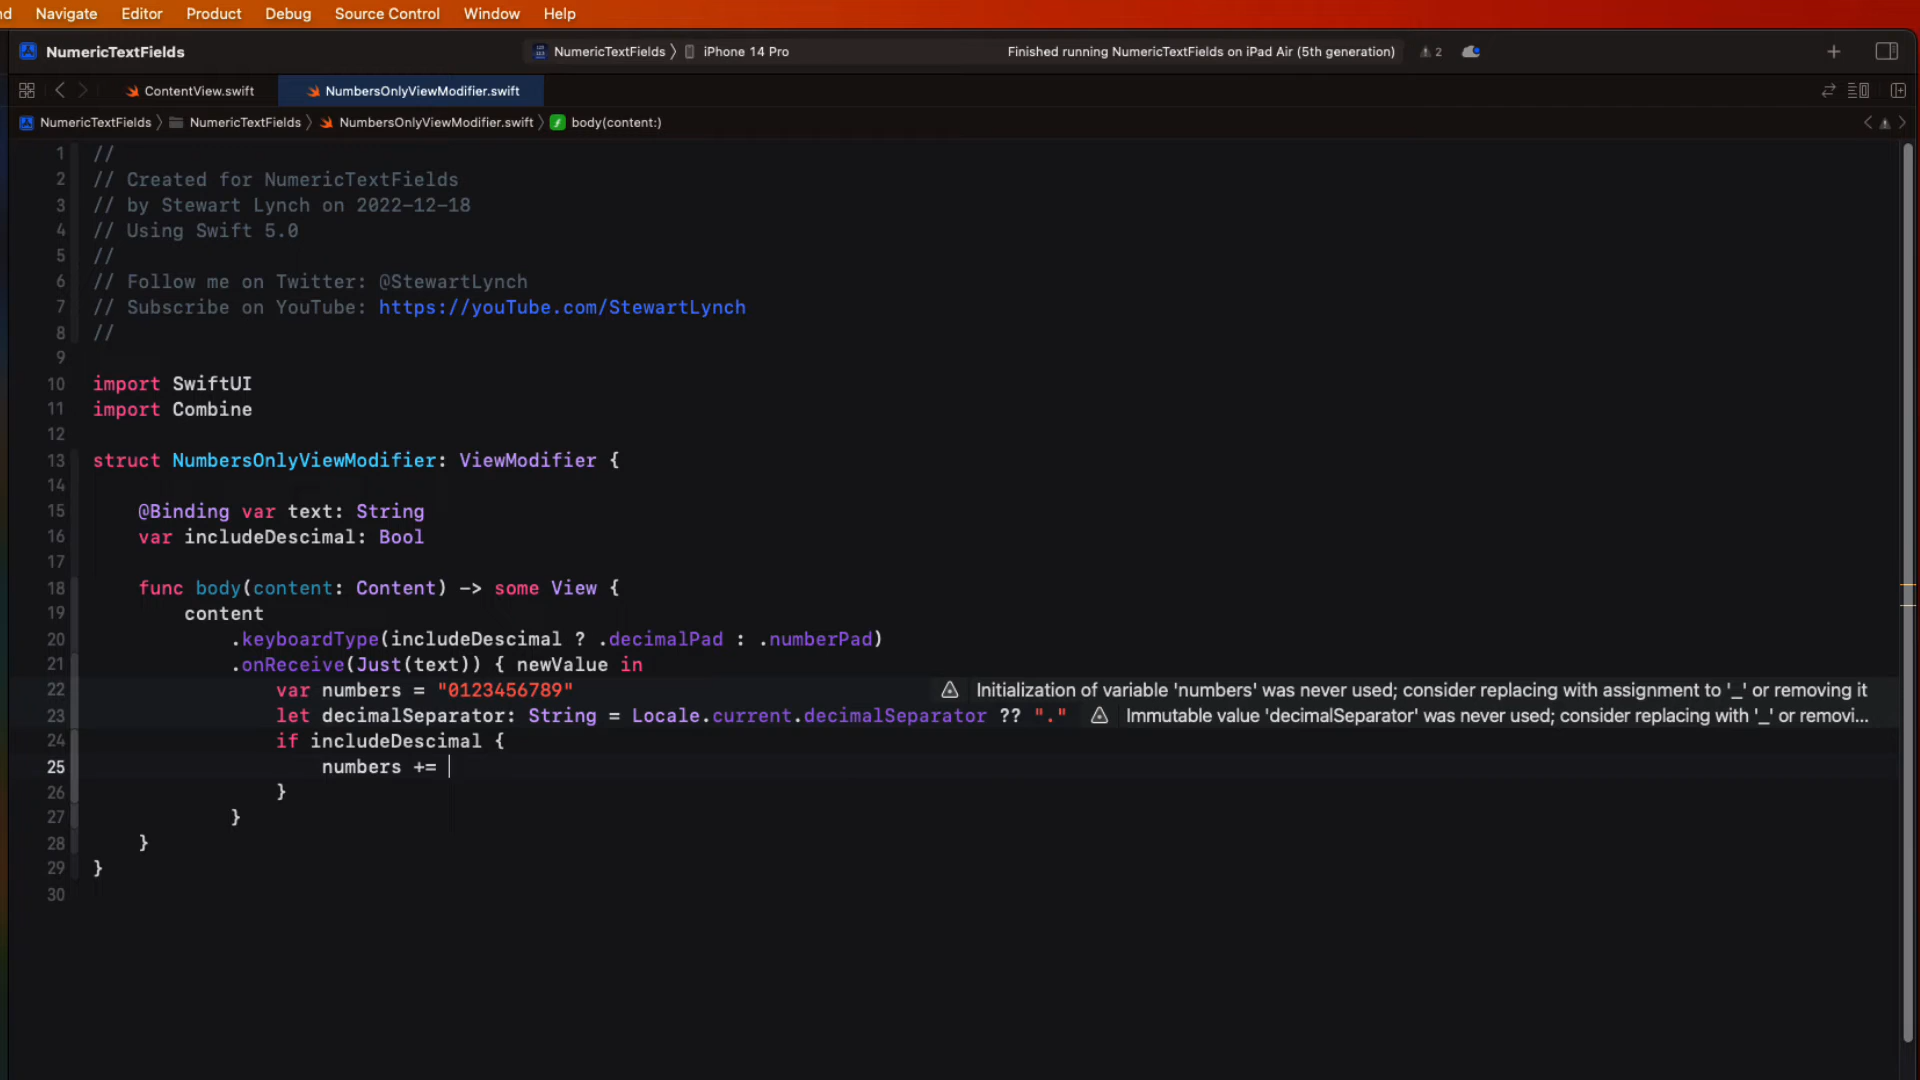 Navigate Editor Product Debug Source Control Window Help
NumericTextFields
NumericTextFields 〉 iPhone 14 Pro
Finished running NumericTextFields on iPad Air (5th generation)
2
ContentView.swift
NumbersOnlyViewModifier.swift
NumericTextFields 〉 NumericTextFields 〉 NumbersOnlyViewModifier.swift 〉 body(content:)
1 //
2 // Created for NumericTextFields
3 // by Stewart Lynch on 2022-12-18
4 // Using Swift 5.0
5 //
6 // Follow me on Twitter: @StewartLynch
7 // Subscribe on YouTube: https://youTube.com/StewartLynch
8 //
9
10 import SwiftUI
11 import Combine
12
13 struct NumbersOnlyViewModifier: ViewModifier {
14
15 @Binding var text: String
16 var includeDescimal: Bool
17
18 func body(content: Content) -> some View {
19 content
20 .keyboardType(includeDescimal ? .decimalPad : .numberPad)
21 .onReceive(Just(text)) { newValue in
22 var numbers = "0123456789" Initialization of variable 'numbers' was never used; consider replacing with assignment to '_' or removing it
23 let decimalSeparator: String = Locale.current.decimalSeparator ?? "." Immutable value 'decimalSeparator' was never used; consider replacing with '_' or removi...
24 if includeDescimal {
25 numbers +=
26 }
27 }
28 }
29 }
30